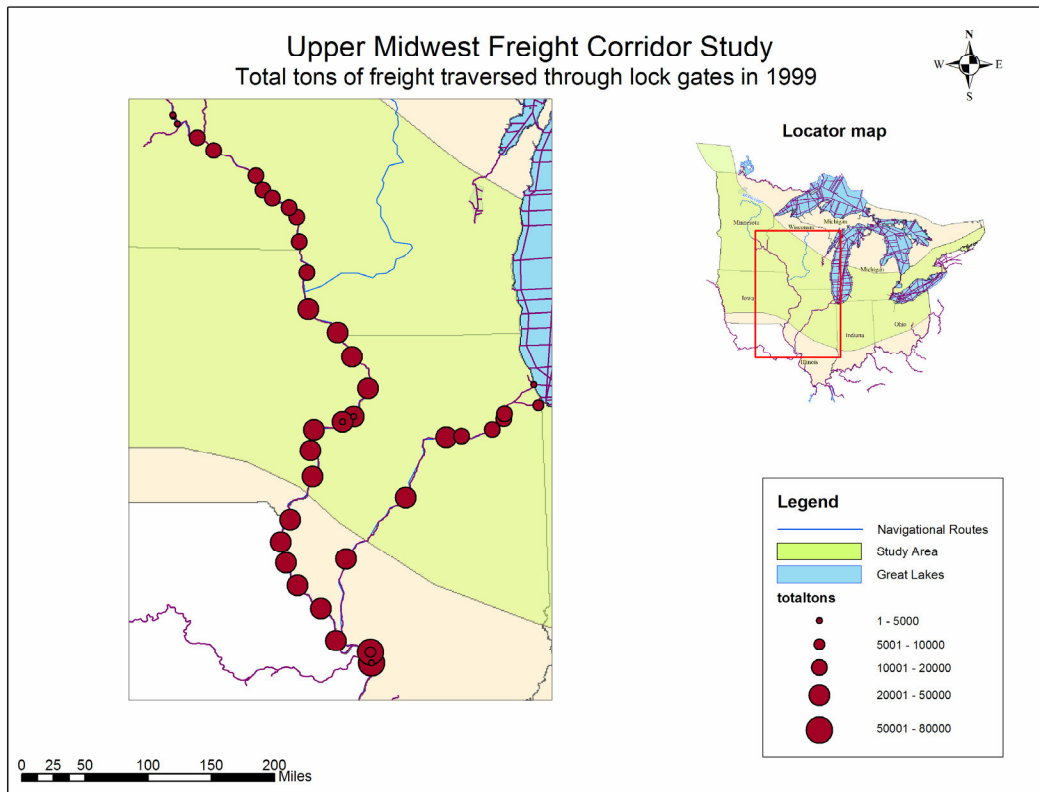 Upper Midwest Freight Corridor Study
Total tons of freight traversed through lock gates in 1999
N
W E
S
Locator map
Minnesota
Wisconsin
Michigan
Michigan
Iowa
Illinois
Indiana
Ohio
Legend
Navigational Routes
Study Area
Great Lakes
totaltons
1 - 5000
5001 - 10000
10001 - 20000
20001 - 50000
50001 - 80000
0 25 50 100 150 200
Miles